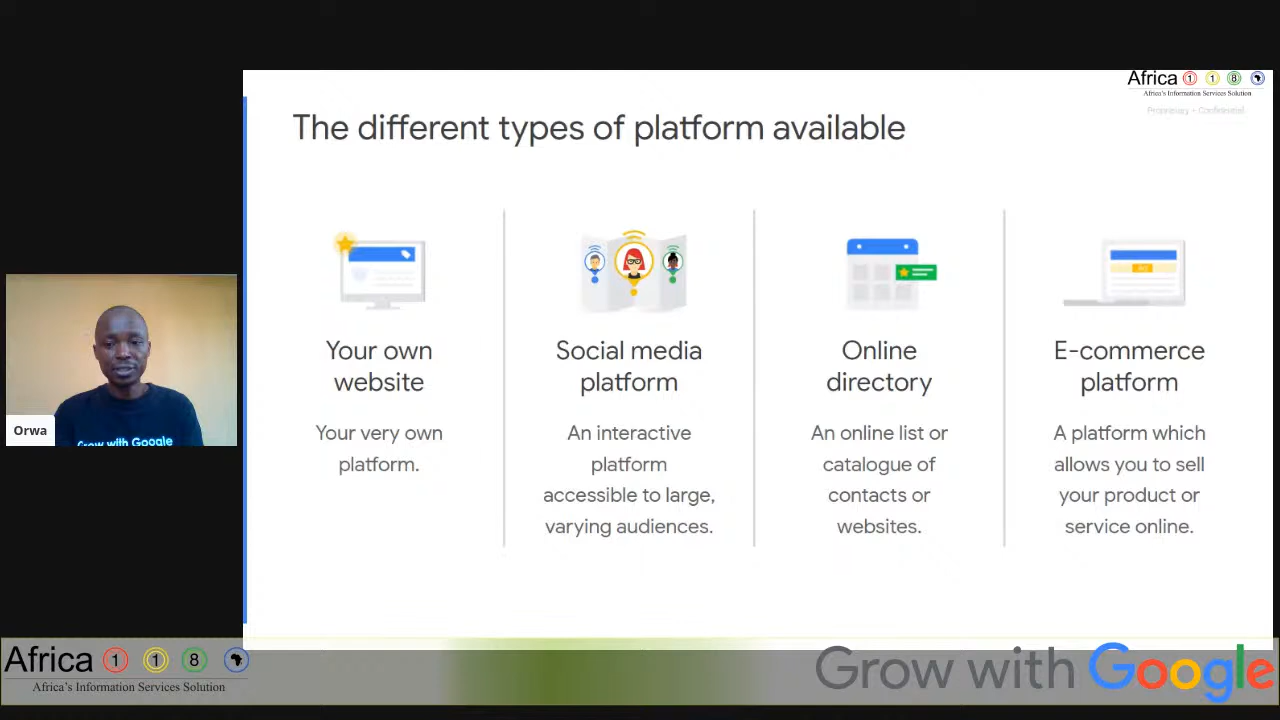 Africa 1 1 8
Africa's Information Services Solution
Proprietary + Confidential
The different types of platform available
Your own
website
Your very own
platform.
Social media
platform
An interactive
platform
accessible to large,
varying audiences.
Online
directory
An online list or
catalogue of
contacts or
websites.
E-commerce
platform
A platform which
allows you to sell
your product or
service online.
Orwa
Grow with Google
Africa 1 1 8
Africa's Information Services Solution
Grow with Google